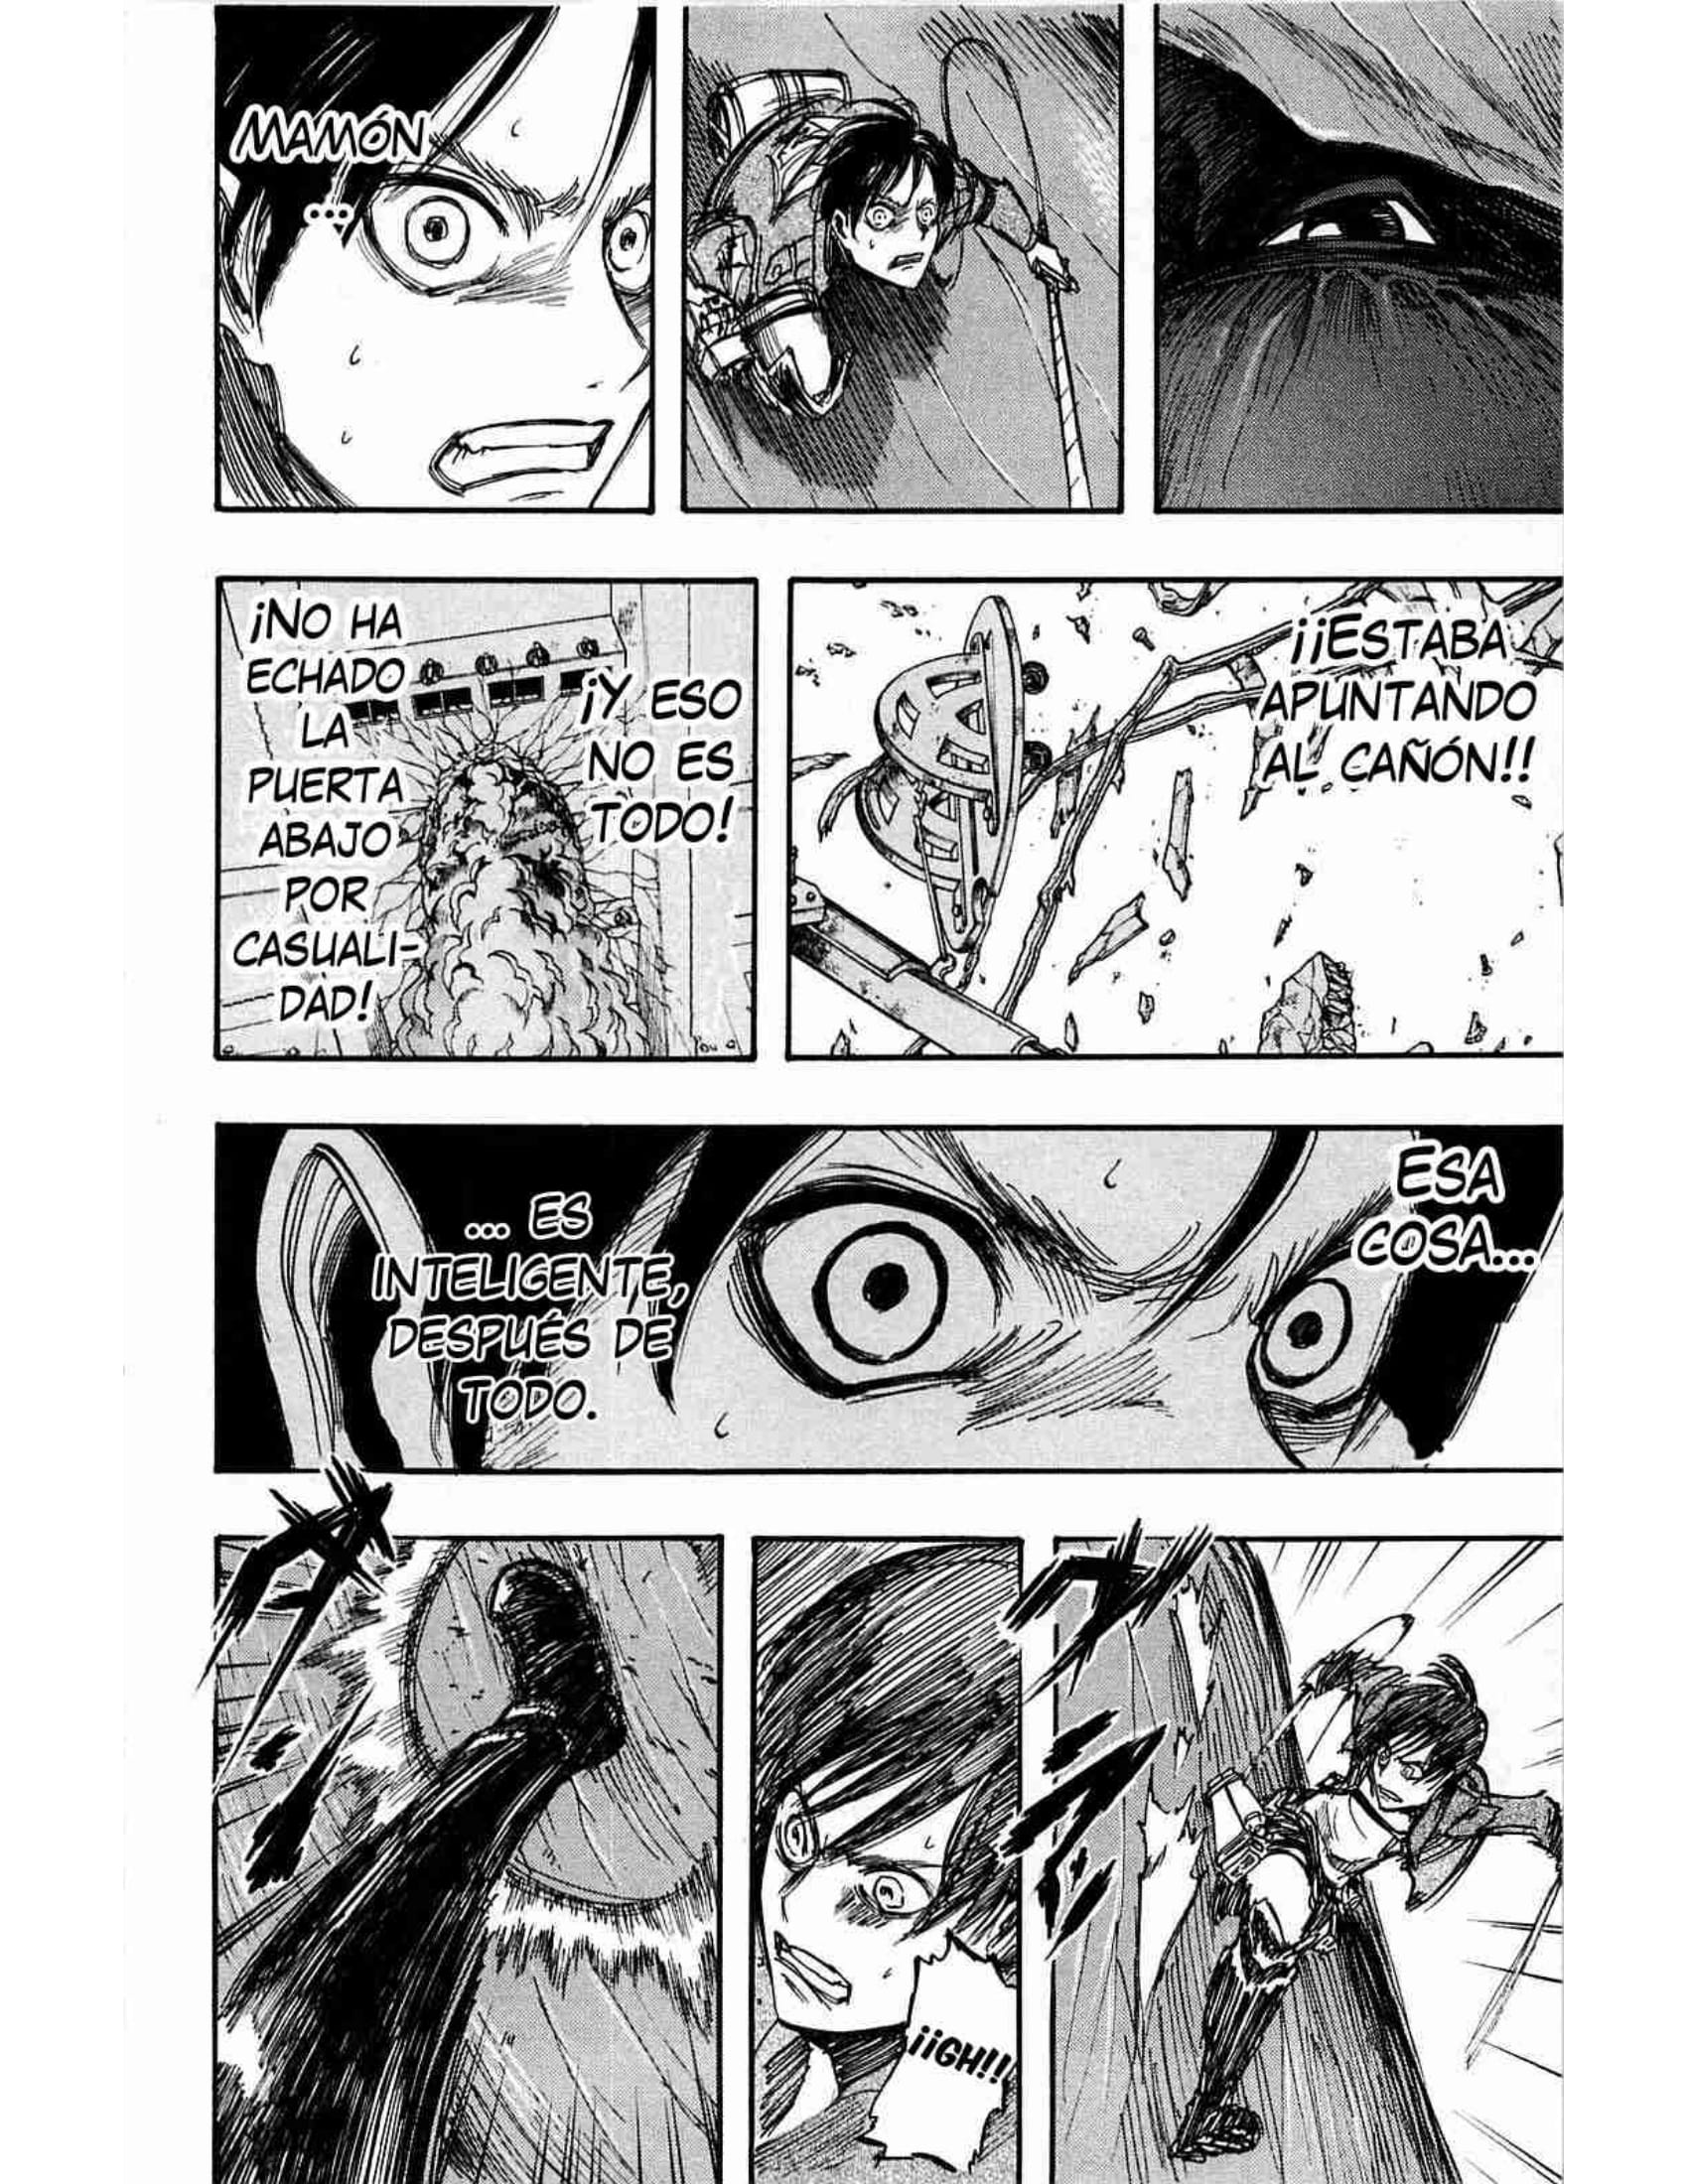 MAMÓN
...
¡¡ESTABA
APUNTANDO
AL CAÑÓN!!
¡Y ESO
NO ES
TODO!
¡NO HA
ECHADO
LA
PUERTA
ABAJO
POR
CASUALI-
DAD!
ESA
COSA...
... ES
INTELIGENTE,
DESPUÉS DE
TODO.
¡¡GH!!